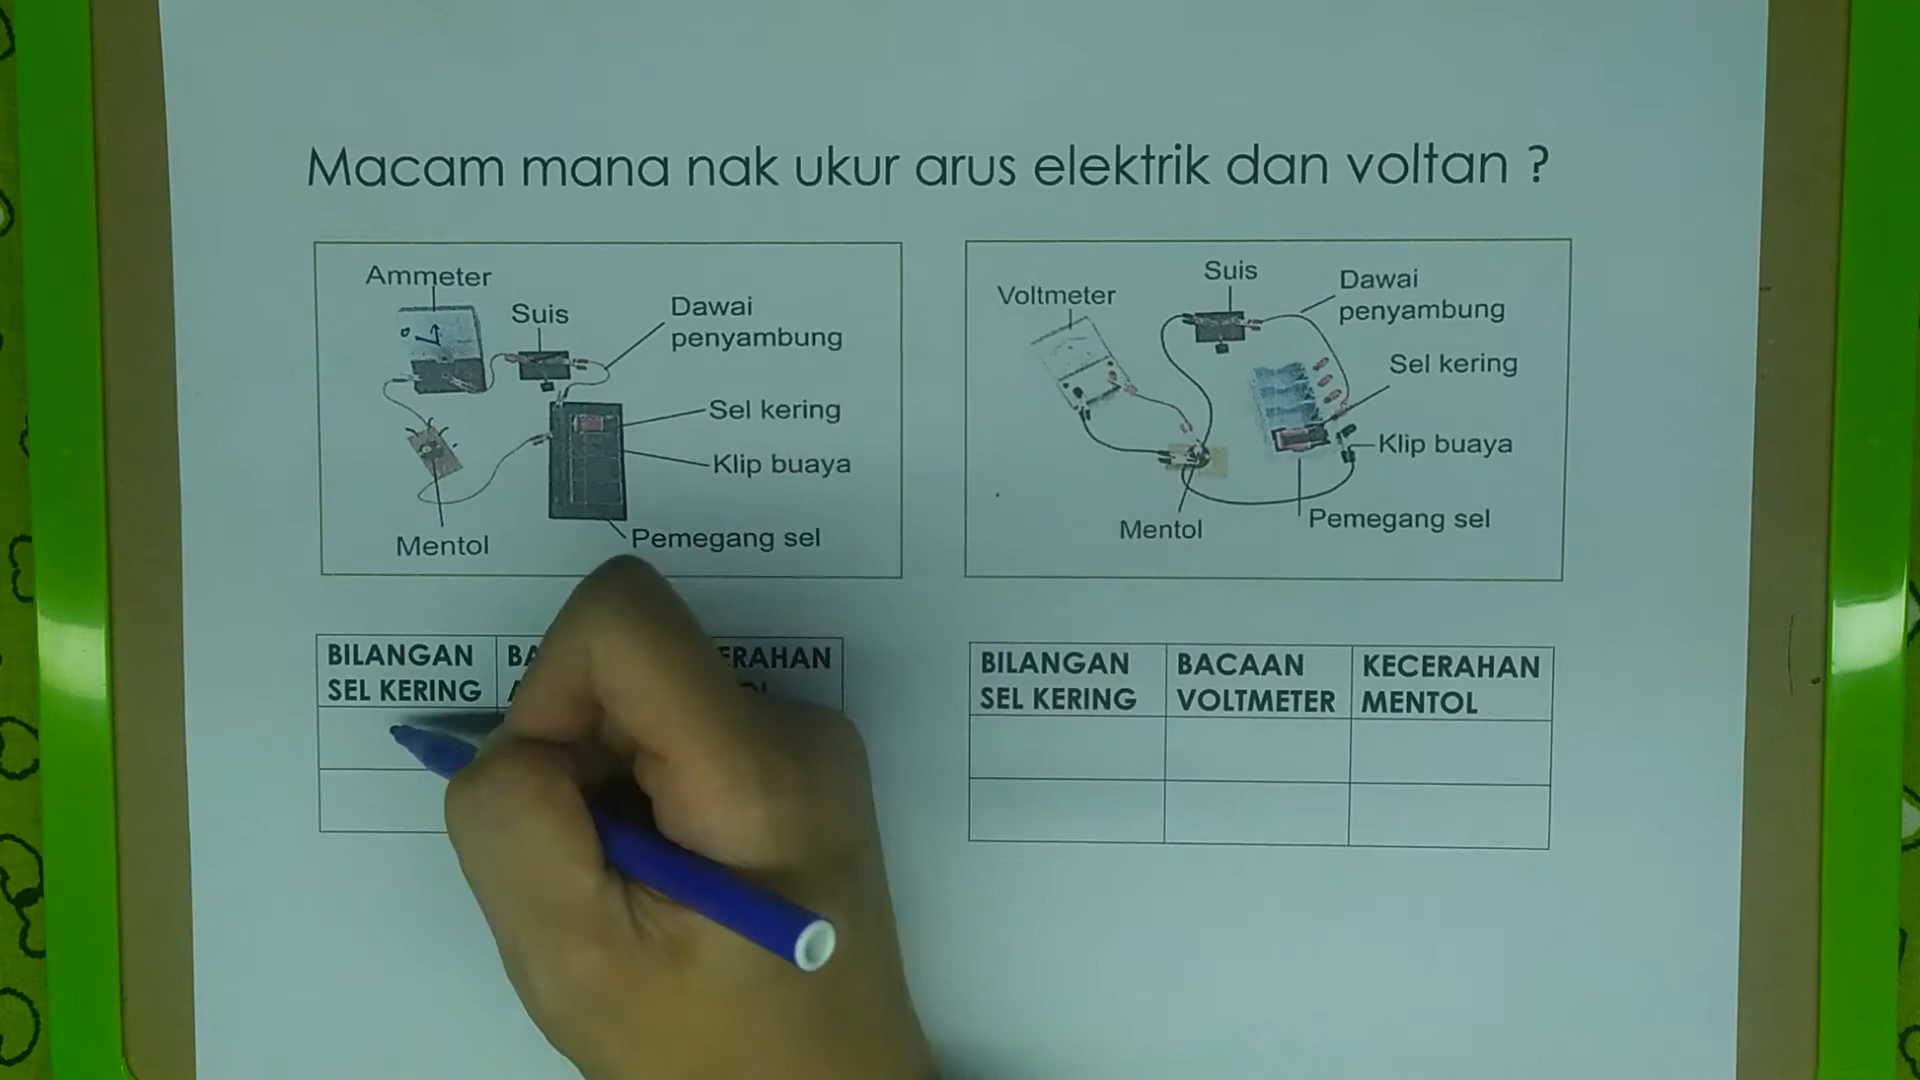 Macam mana nak ukur arus elektrik dan voltan ?
Ammeter
Suis
Dawai
penyambung
Sel kering
Klip buaya
Pemegang sel
Mentol
Voltmeter
Suis
Dawai
penyambung
Sel kering
Klip buaya
Pemegang sel
Mentol
BILANGAN
SEL KERING
BILANGAN
SEL KERING
BACAAN
VOLTMETER
KECERAHAN
MENTOL